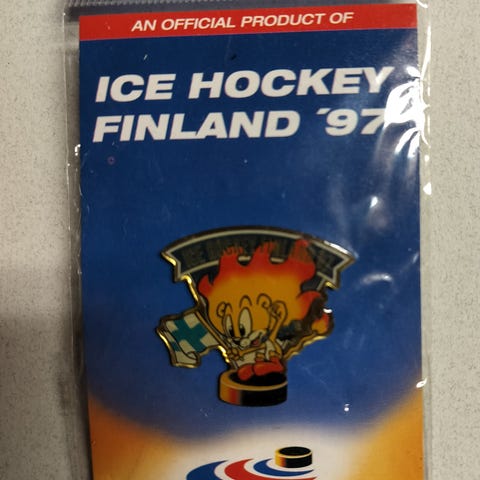 AN OFFICIAL PRODUCT OF
ICE HOCKEY
FINLAND ´97